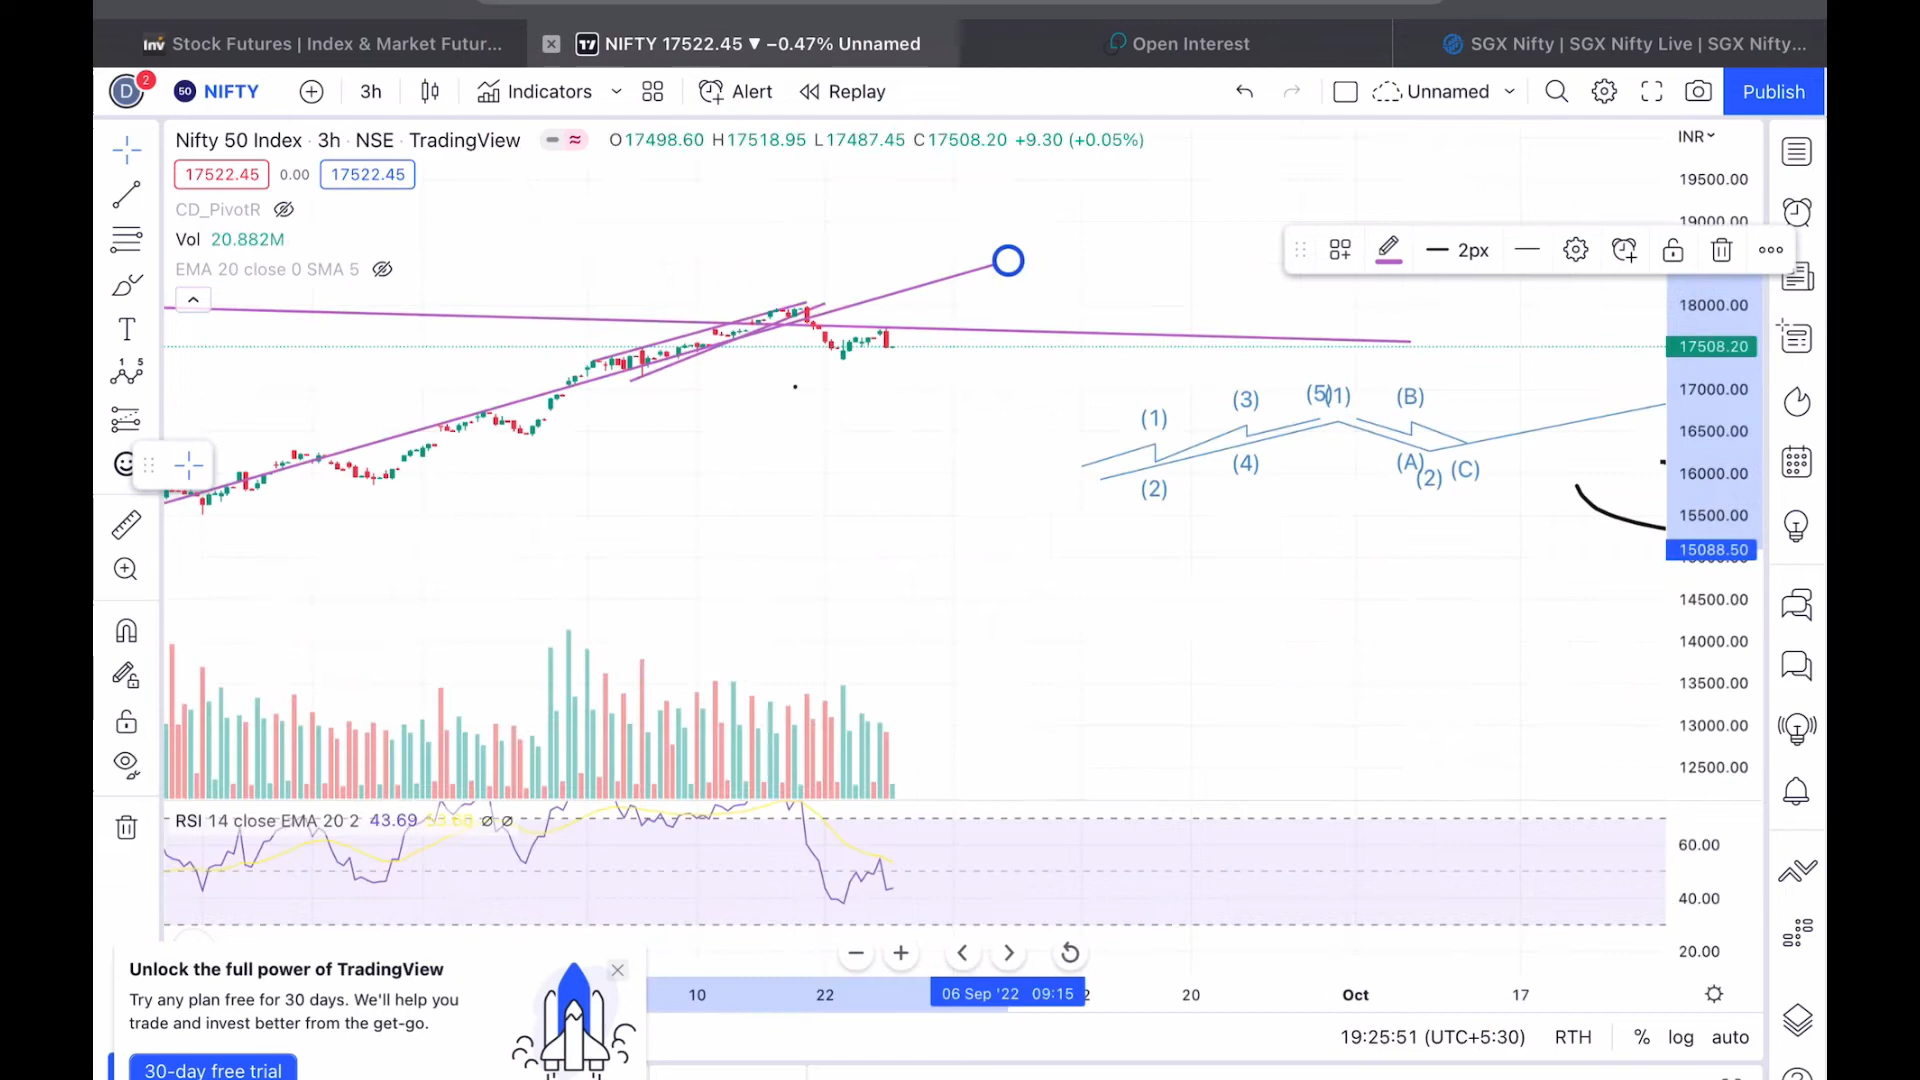 Inv Stock Futures | Index & Market Futur...
NIFTY 17522.45 ▼ −0.47% Unnamed
Open Interest
SGX Nifty | SGX Nifty Live | SGX Nifty...
D 2
50 NIFTY
3h
Indicators
Alert
Replay
Unnamed
Publish
Nifty 50 Index · 3h · NSE · TradingView
O17498.60 H17518.95 L17487.45 C17508.20 +9.30 (+0.05%)
INR
17522.45 0.00 17522.45
CD_PivotR
Vol 20.882M
EMA 20 close 0 SMA 5
2px
19500.00
19000.00
18000.00
17508.20
17000.00
16500.00
16000.00
15500.00
15088.50
14500.00
14000.00
13500.00
13000.00
12500.00
(1)
(2)
(3)
(4)
(5)
(1)
(A)
(B)
(2)
(C)
RSI 14 close EMA 20 2 43.69 ∅ ∅
60.00
40.00
20.00
10 22 06 Sep '22 09:15 2 20 Oct 17
Unlock the full power of TradingView
Try any plan free for 30 days. We'll help you
trade and invest better from the get-go.
30-day free trial
19:25:51 (UTC+5:30) RTH % log auto